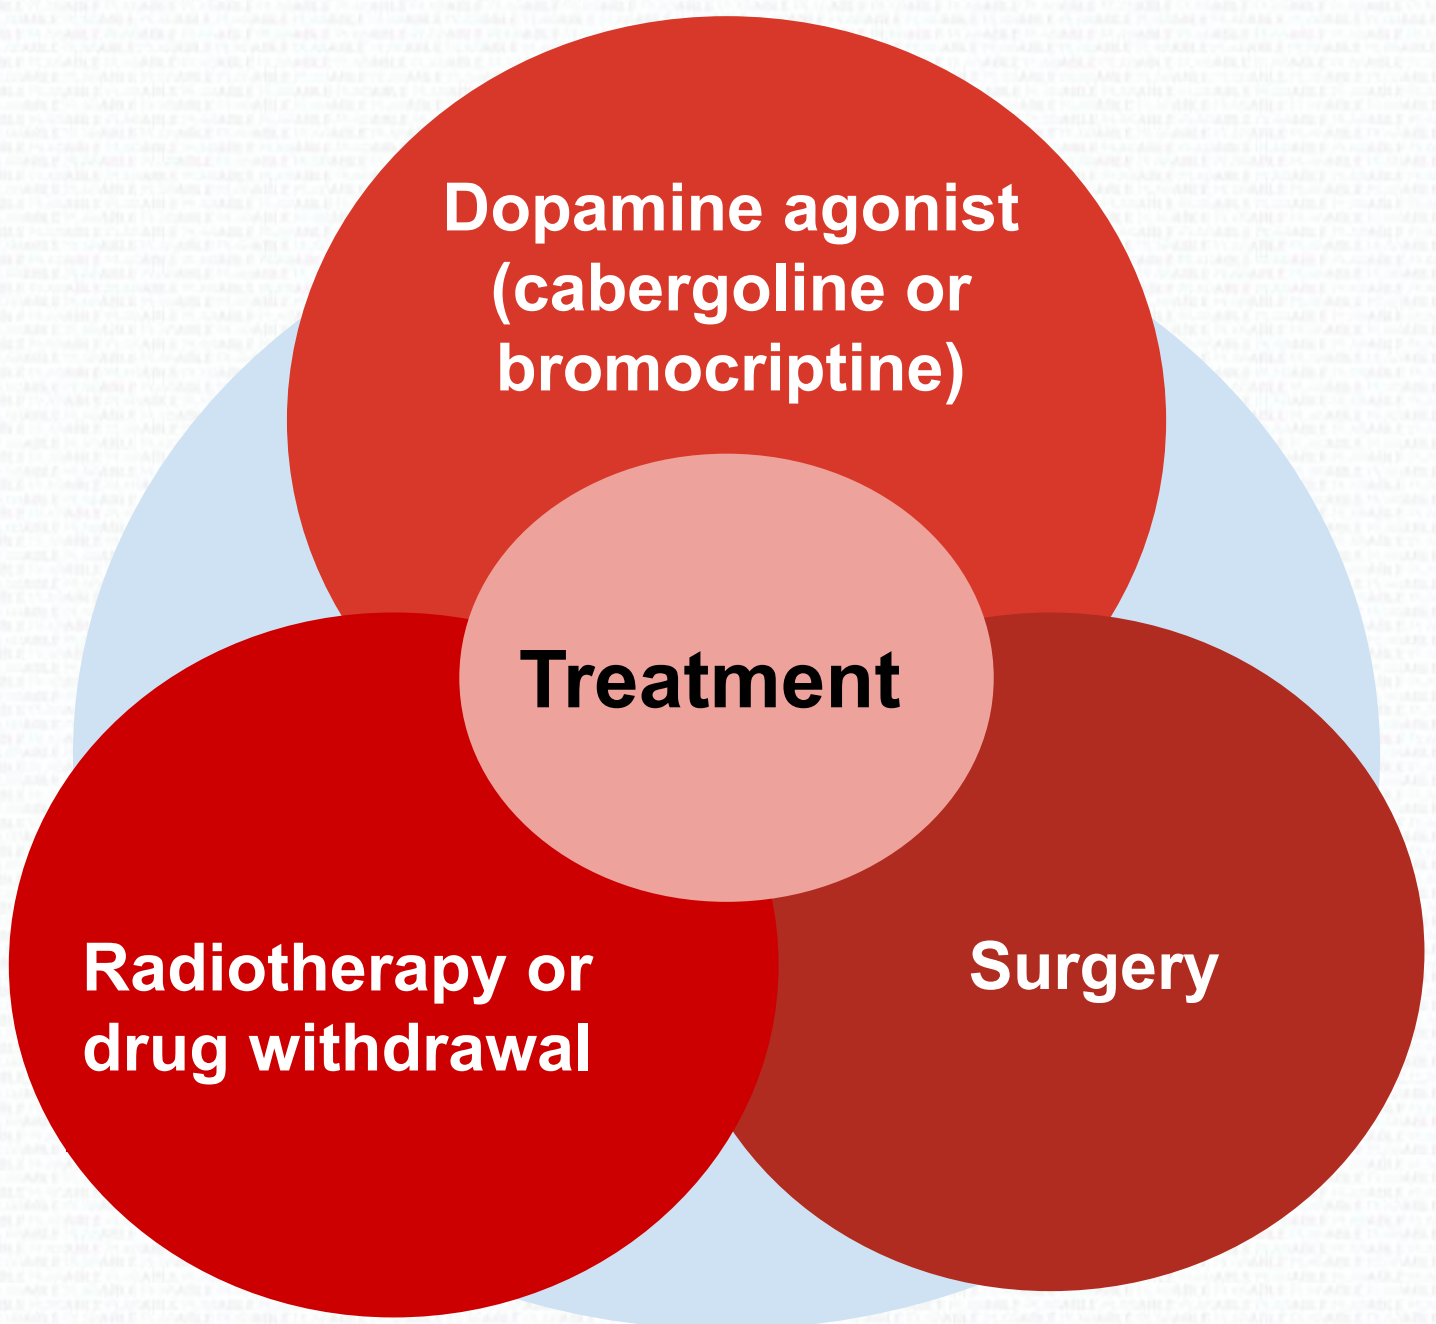 Dopamine agonist
(cabergoline or
bromocriptine)
Treatment
Radiotherapy or
drug withdrawal
Surgery